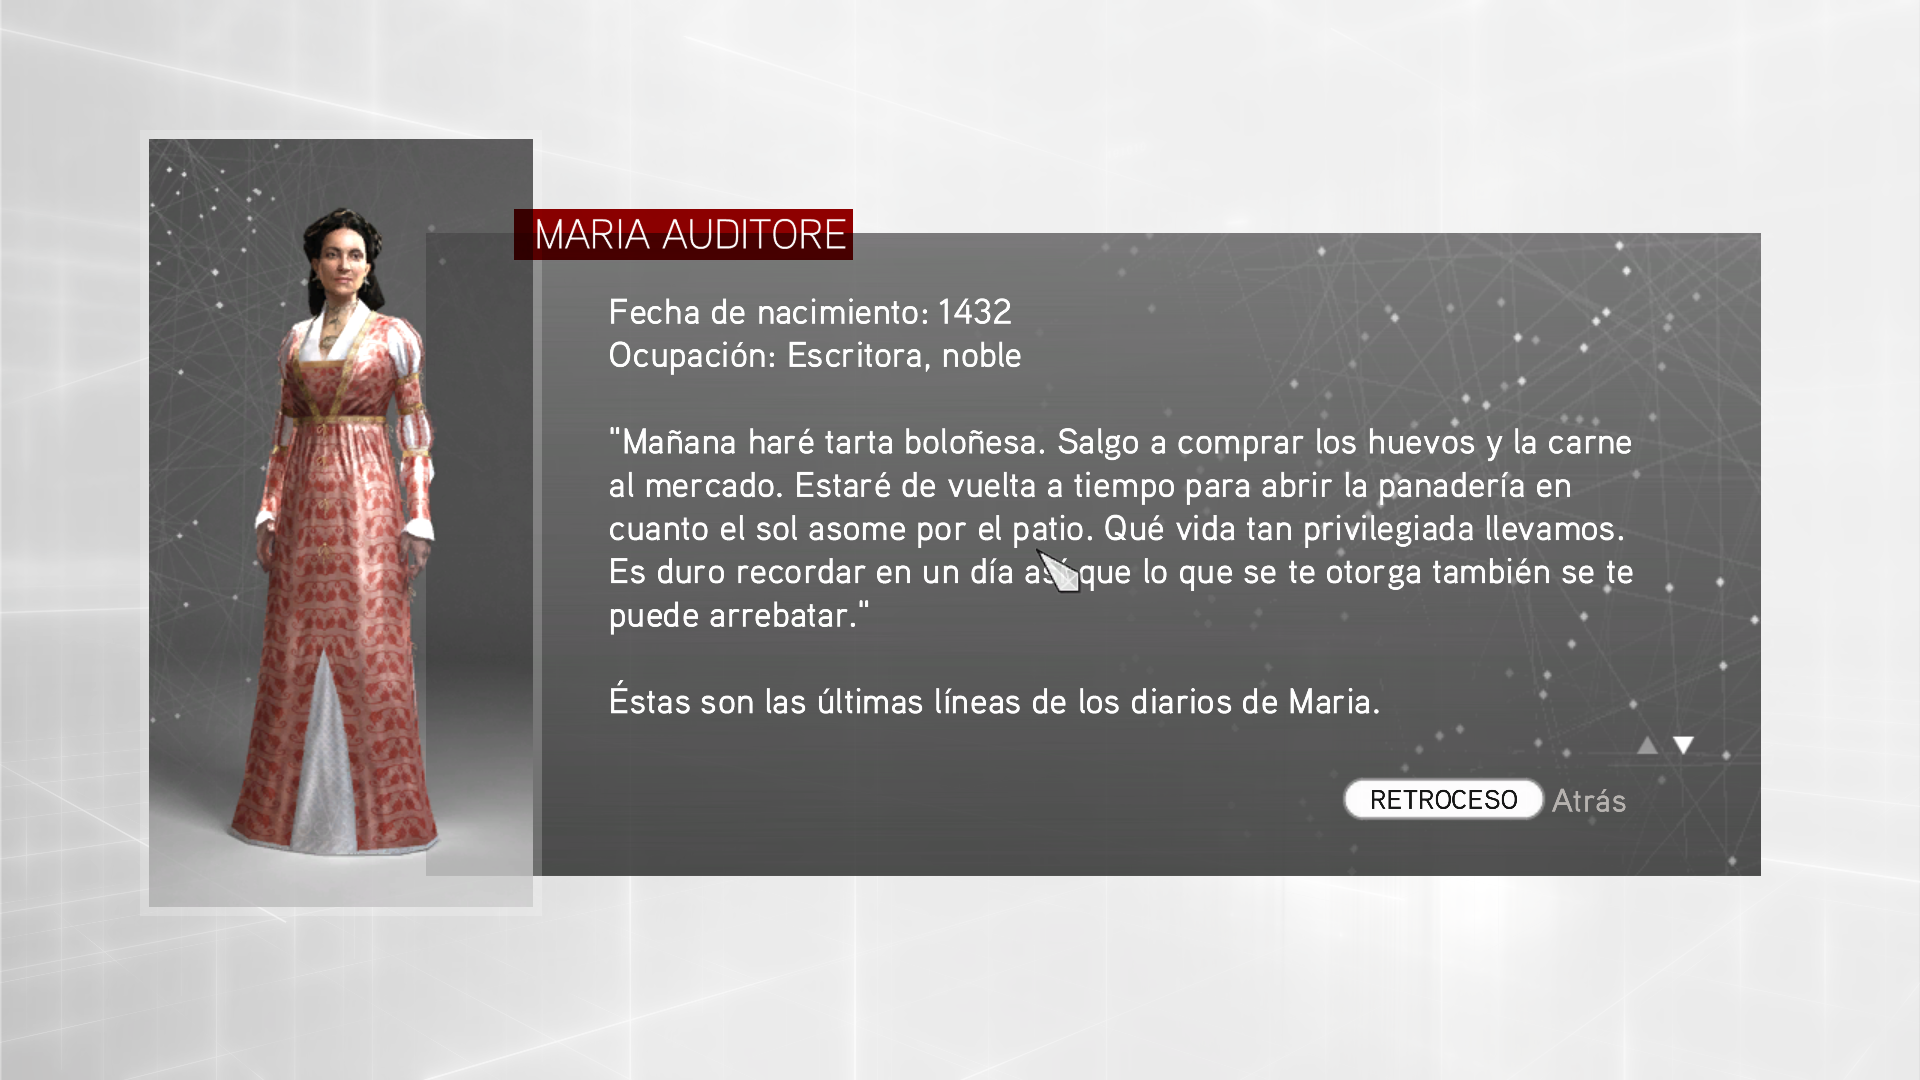 MARIA AUDITORE
Fecha de nacimiento: 1432
Ocupación: Escritora, noble
"Mañana haré tarta boloñesa. Salgo a comprar los huevos y la carne
al mercado. Estaré de vuelta a tiempo para abrir la panadería en
cuanto el sol asome por el patio. Qué vida tan privilegiada llevamos.
Es duro recordar en un día así que lo que se te otorga también se te
puede arrebatar."
Éstas son las últimas líneas de los diarios de Maria.
RETROCESO Atrás